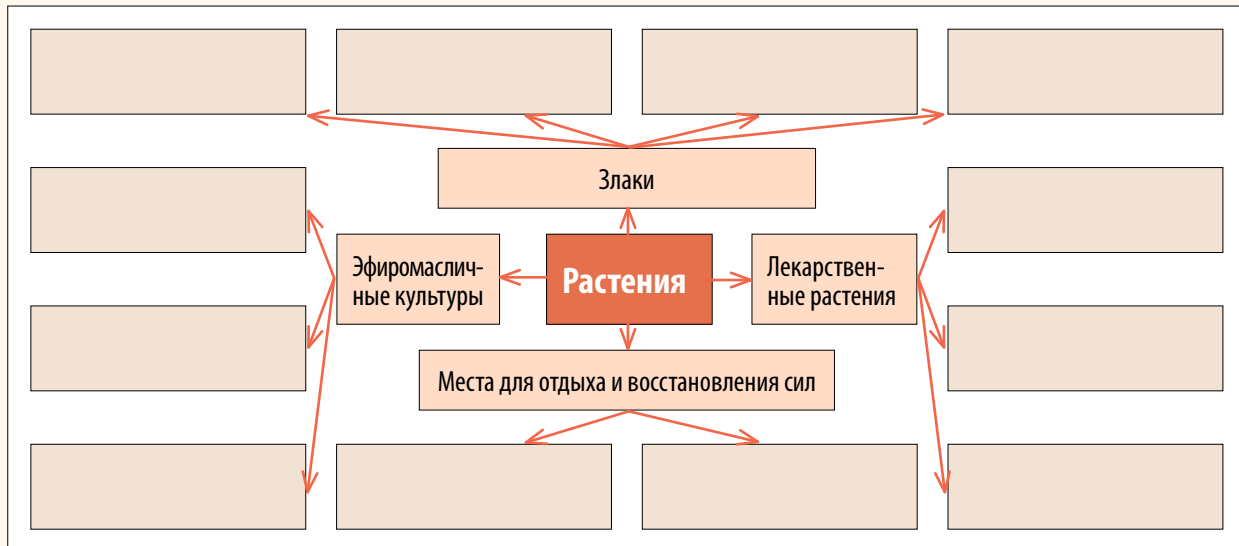 Злаки
Эфиромаслич-
ные культуры
Растения
Лекарствен-
ные растения
Места для отдыха и восстановления сил